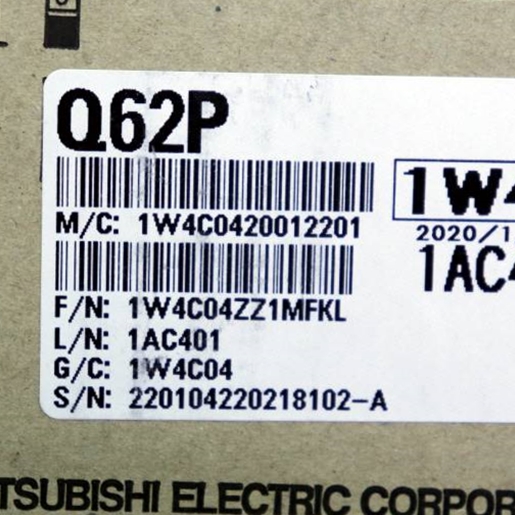 Q62P
M/C: 1W4C0420012201
1W4
2020/1
1AC4
F/N: 1W4C04ZZ1MFKL
L/N: 1AC401
G/C: 1W4C04
S/N: 220104220218102-A
TSUBISHI ELECTRIC CORPOR